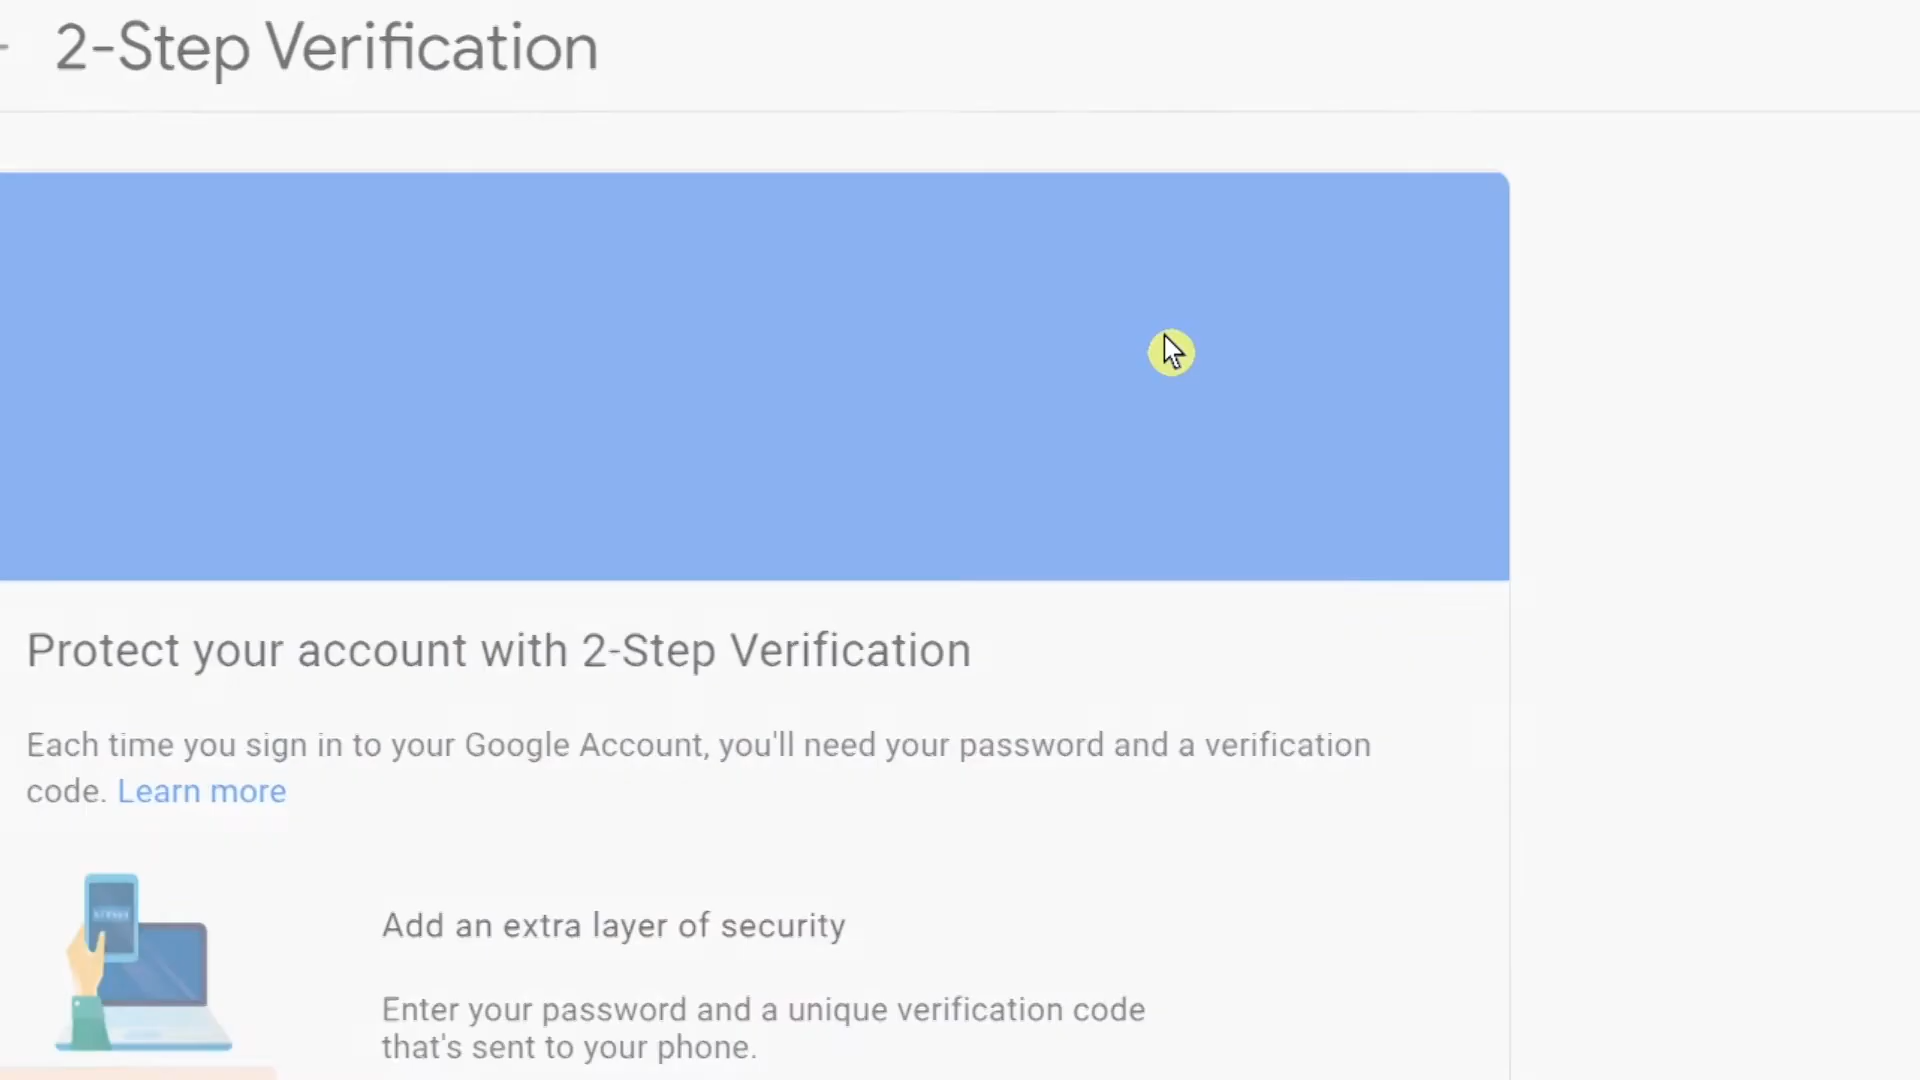 2-Step Verification
Protect your account with 2-Step Verification
Each time you sign in to your Google Account, you'll need your password and a verification
code. Learn more
Add an extra layer of security
Enter your password and a unique verification code
that's sent to your phone.